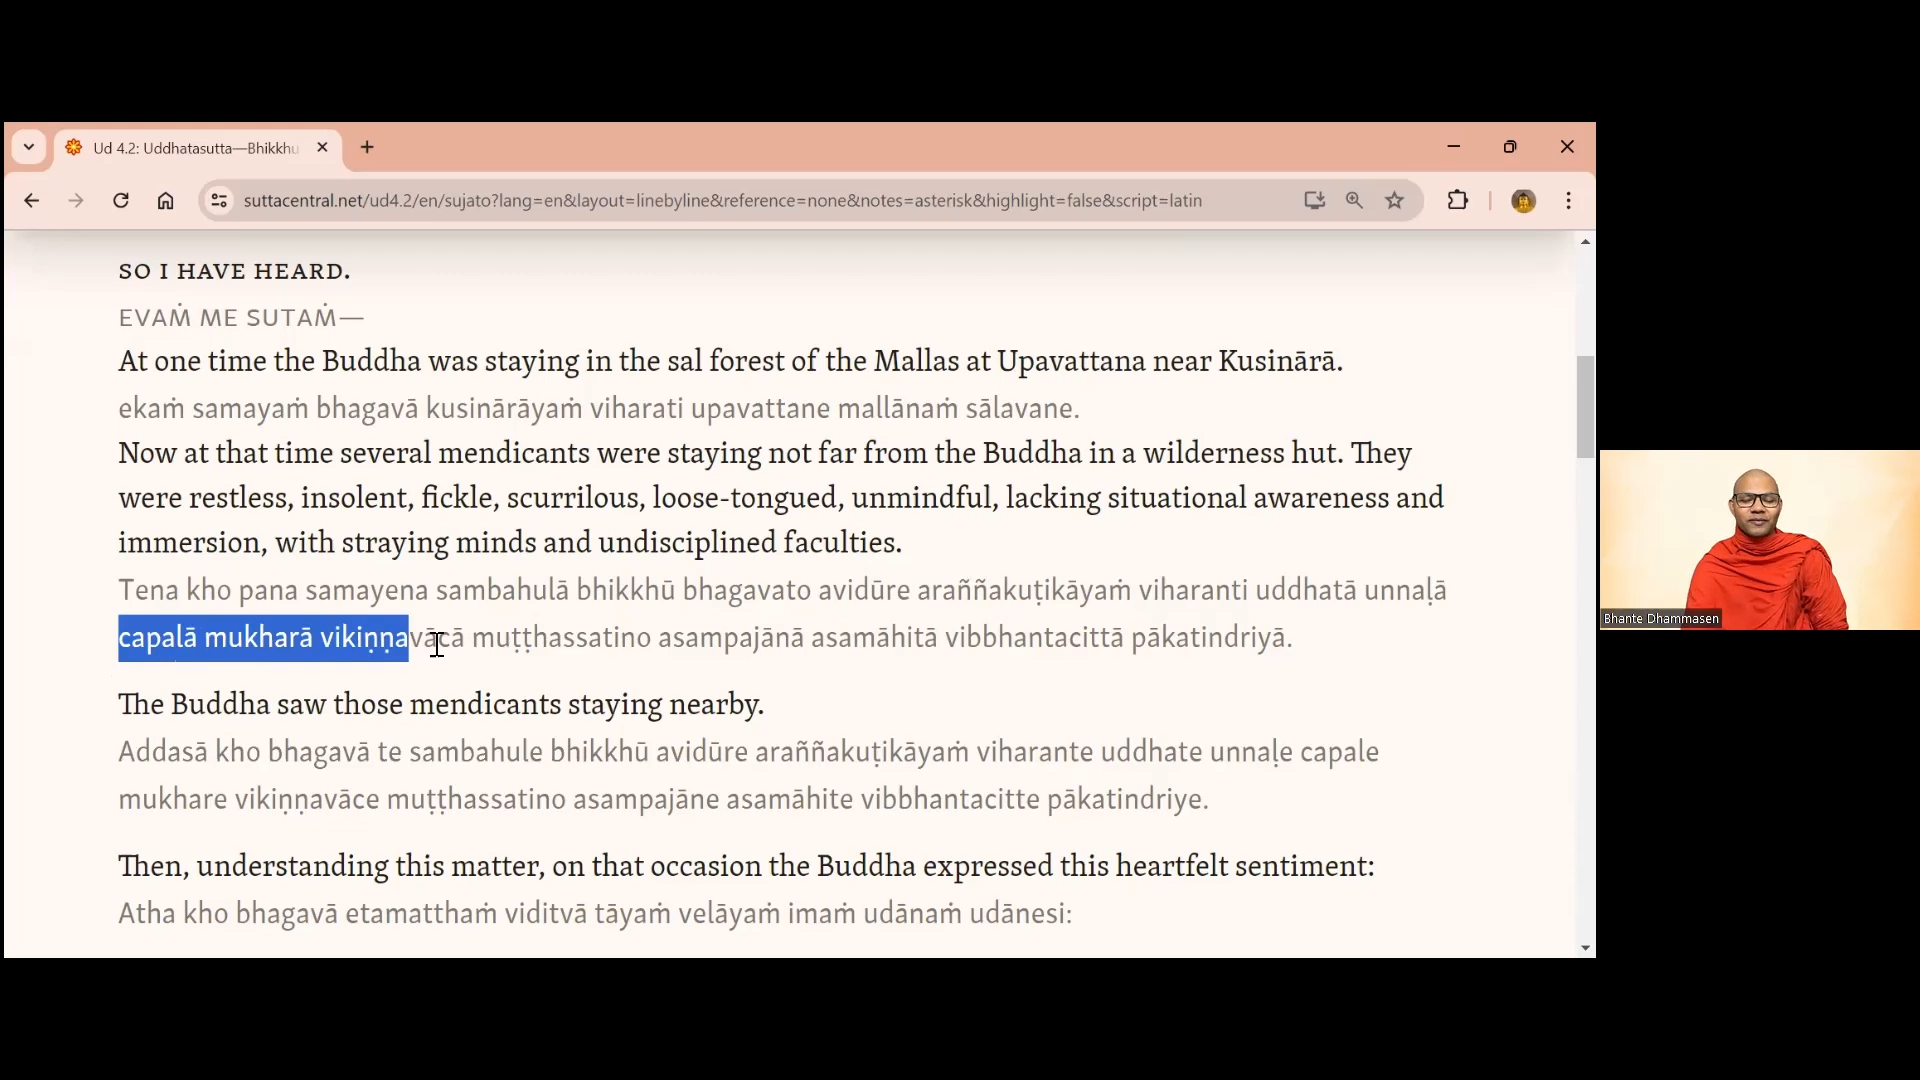 Ud 4.2: Uddhatasutta—Bhikkhu
suttacentral.net/ud4.2/en/sujato?lang=en&layout=linebyline&reference=none&notes=asterisk&highlight=false&script=latin
SO I HAVE HEARD.
EVAṀ ME SUTAṀ—
At one time the Buddha was staying in the sal forest of the Mallas at Upavattana near Kusinārā.
ekaṁ samayaṁ bhagavā kusinārāyaṁ viharati upavattane mallānaṁ sālavane.
Now at that time several mendicants were staying not far from the Buddha in a wilderness hut. They
were restless, insolent, fickle, scurrilous, loose-tongued, unmindful, lacking situational awareness and
immersion, with straying minds and undisciplined faculties.
Tena kho pana samayena sambahulā bhikkhū bhagavato avidūre araññakuṭikāyaṁ viharanti uddhatā unnaḷā
capalā mukharā vikiṇṇavācā muṭṭhassatino asampajānā asamāhitā vibbhantacittā pākatindriyā.
The Buddha saw those mendicants staying nearby.
Addasā kho bhagavā te sambahule bhikkhū avidūre araññakuṭikāyaṁ viharante uddhate unnaḷe capale
mukhare vikiṇṇavāce muṭṭhassatino asampajāne asamāhite vibbhantacitte pākatindriye.
Then, understanding this matter, on that occasion the Buddha expressed this heartfelt sentiment:
Atha kho bhagavā etamatthaṁ viditvā tāyaṁ velāyaṁ imaṁ udānaṁ udānesi:
Bhante Dhammasen